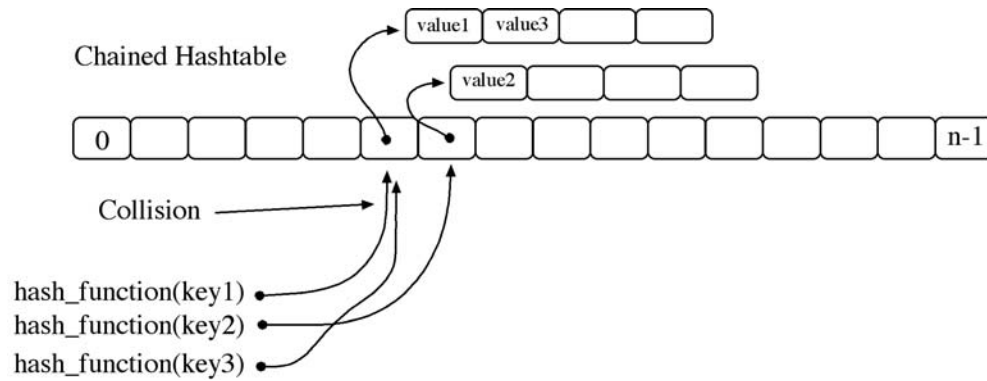 value1 value3
Chained Hashtable
value2
0 n-1
Collision
hash_function(key1)
hash_function(key2)
hash_function(key3)